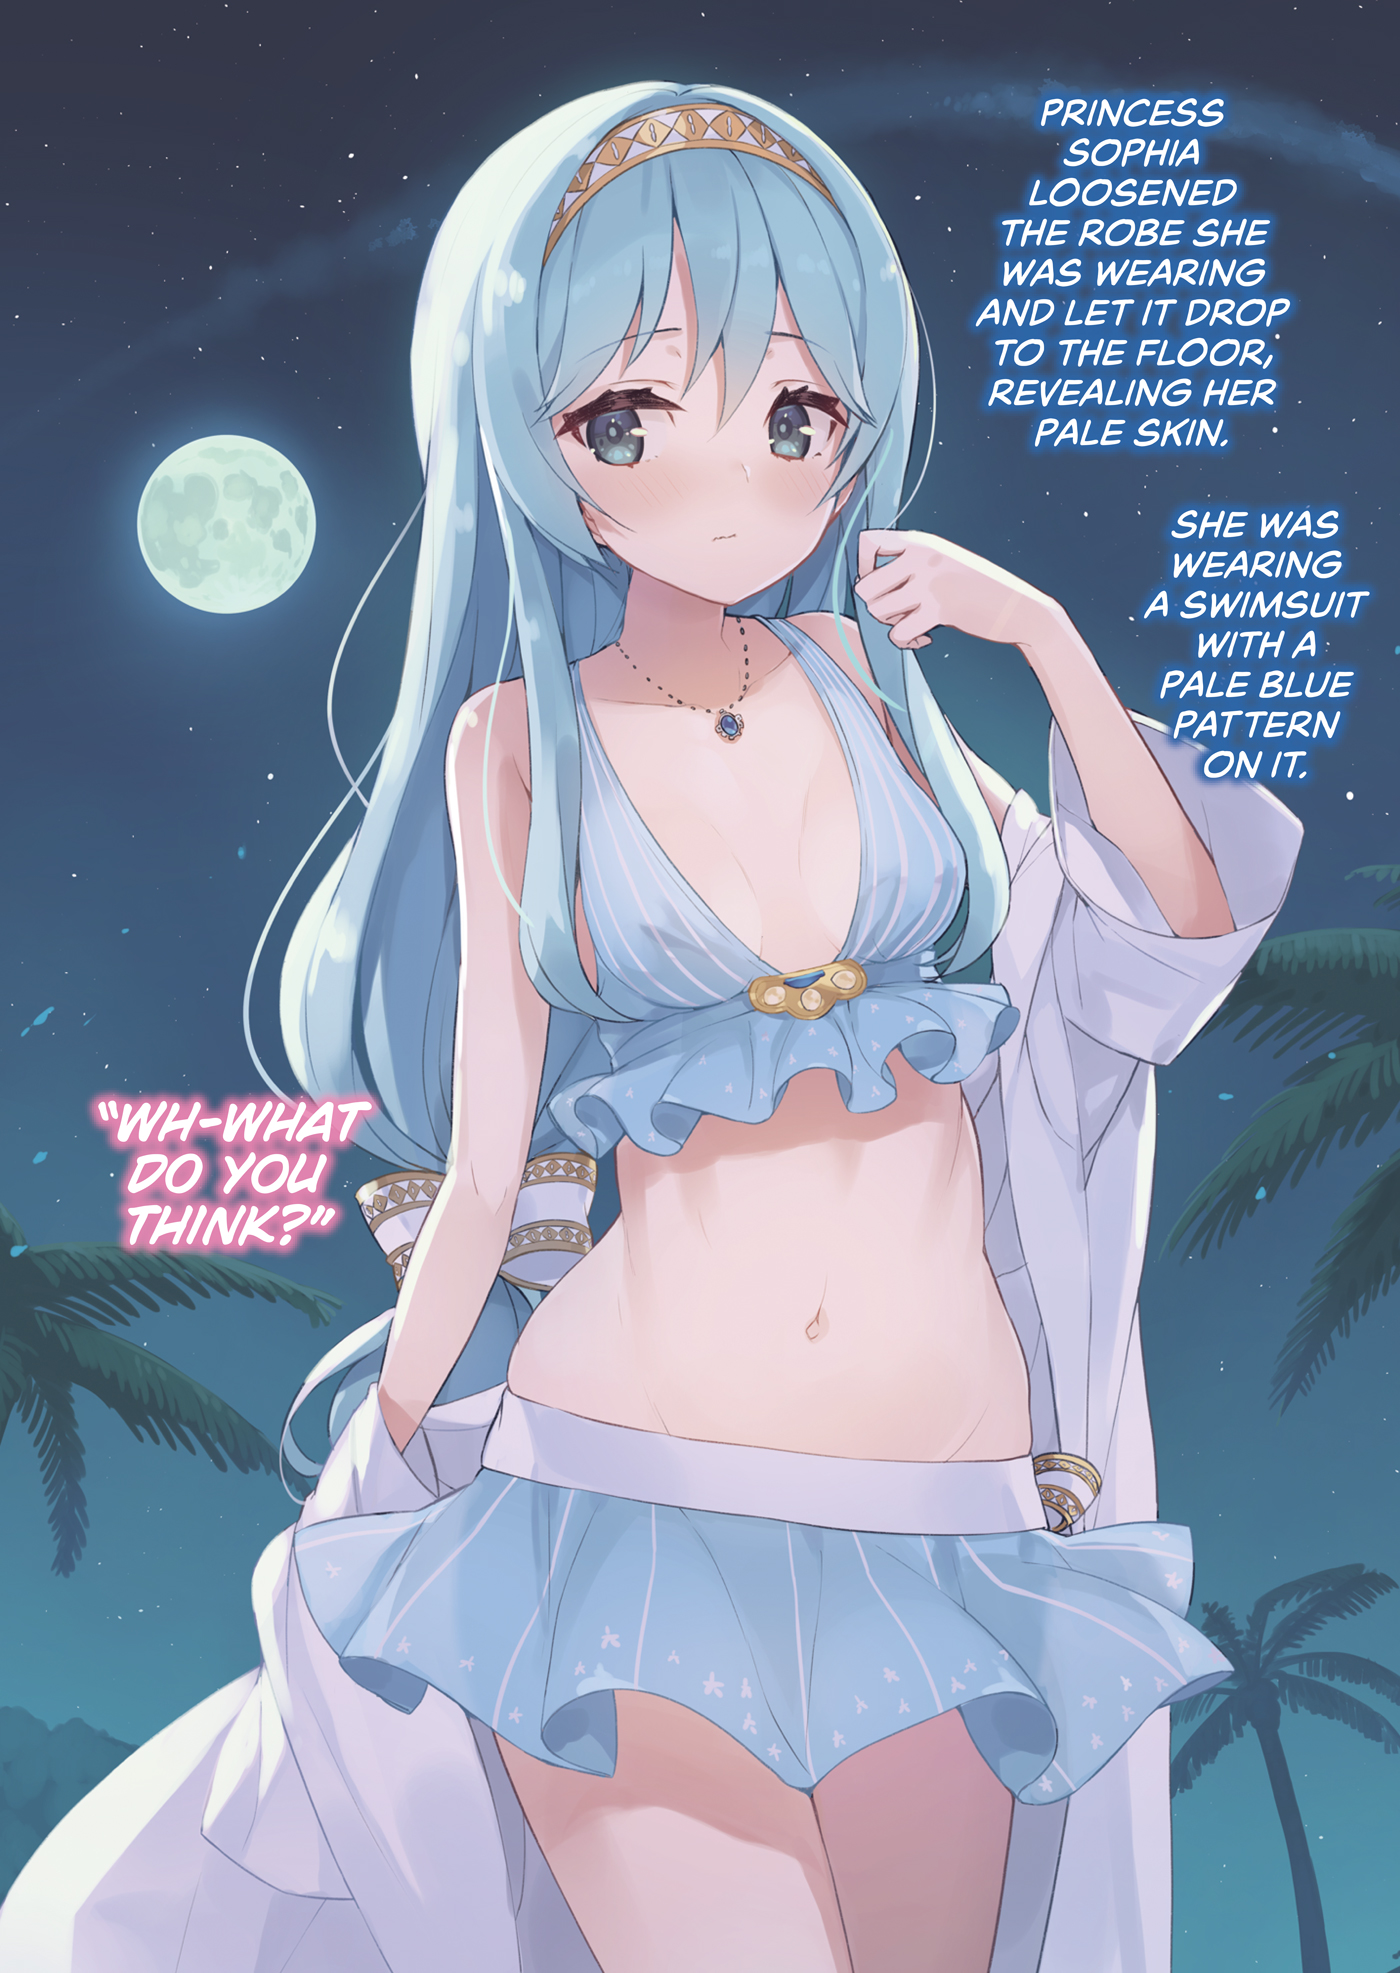 PRINCESS
SOPHIA
LOOSENED
THE ROBE SHE
WAS WEARING
AND LET IT DROP
TO THE FLOOR,
REVEALING HER
PALE SKIN.
SHE WAS
WEARING
A SWIMSUIT
WITH A
PALE BLUE
PATTERN
ON IT.
“WH-WHAT
DO YOU
THINK?”